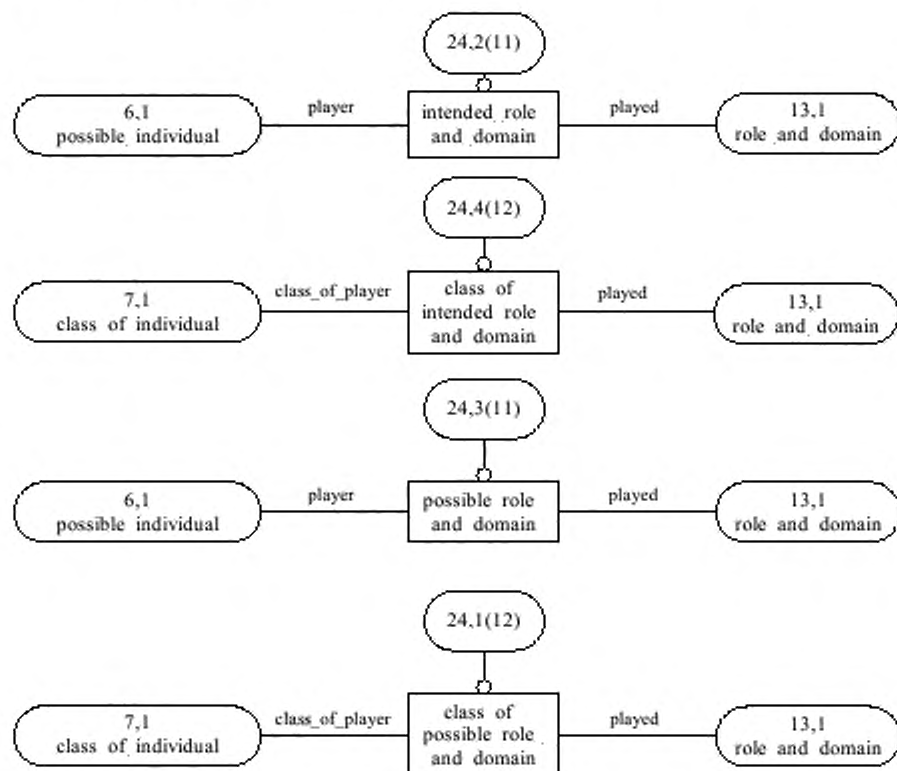 24,2(11)
6,1
possible individual
player
intended role
and domain
played
13,1
role and domain
24,4(12)
7,1
class of individual
class_of_player
class of
intended role
and domain
played
13,1
role and domain
24,3(11)
6,1
possible individual
player
possible role
and domain
played
13,1
role and domain
24,1(12)
7,1
class of individual
class_of_player
class of
possible role
and domain
played
13,1
role and domain